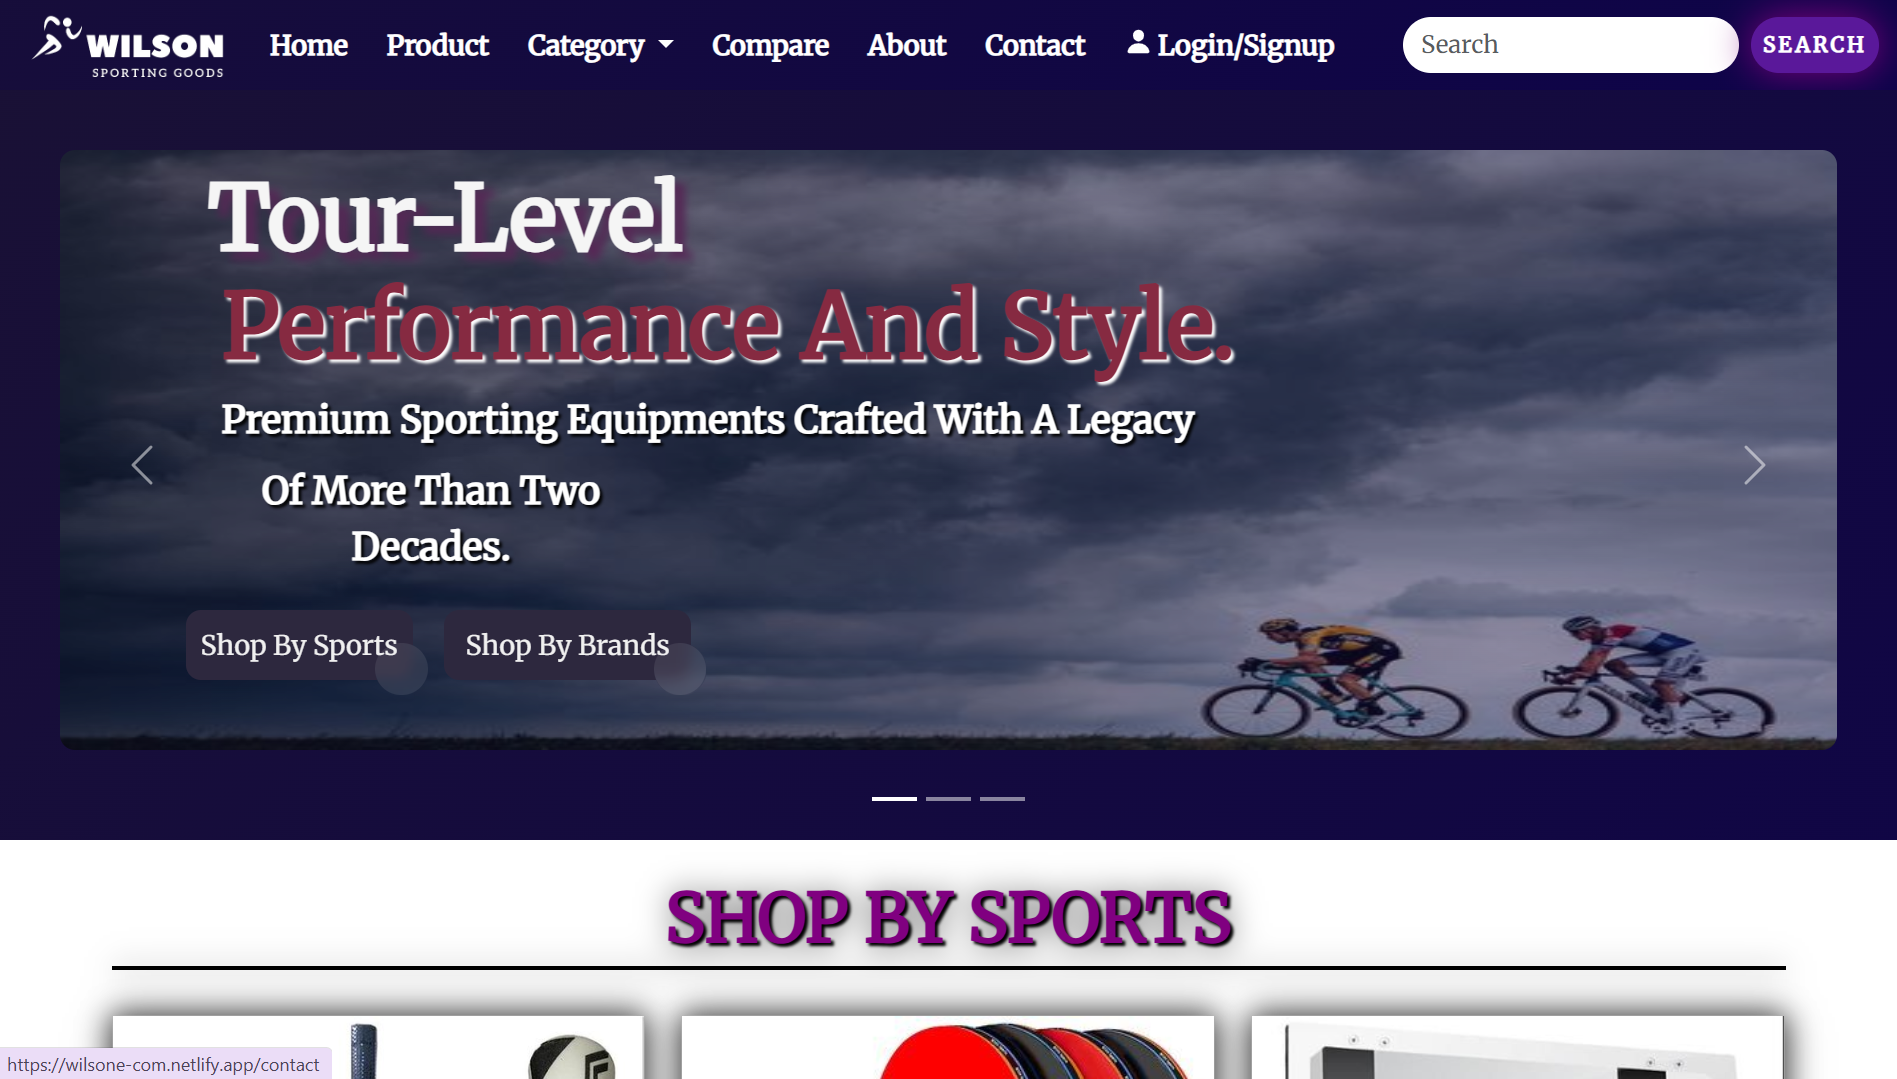 WILSON
SPORTING GOODS
Home
Product
Category
Compare
About
Contact
Login/Signup
Search
SEARCH
Tour-Level
Performance And Style.
Premium Sporting Equipments Crafted With A Legacy
Of More Than Two
Decades.
Shop By Sports
Shop By Brands
SHOP BY SPORTS
https://wilsone-com.netlify.app/contact